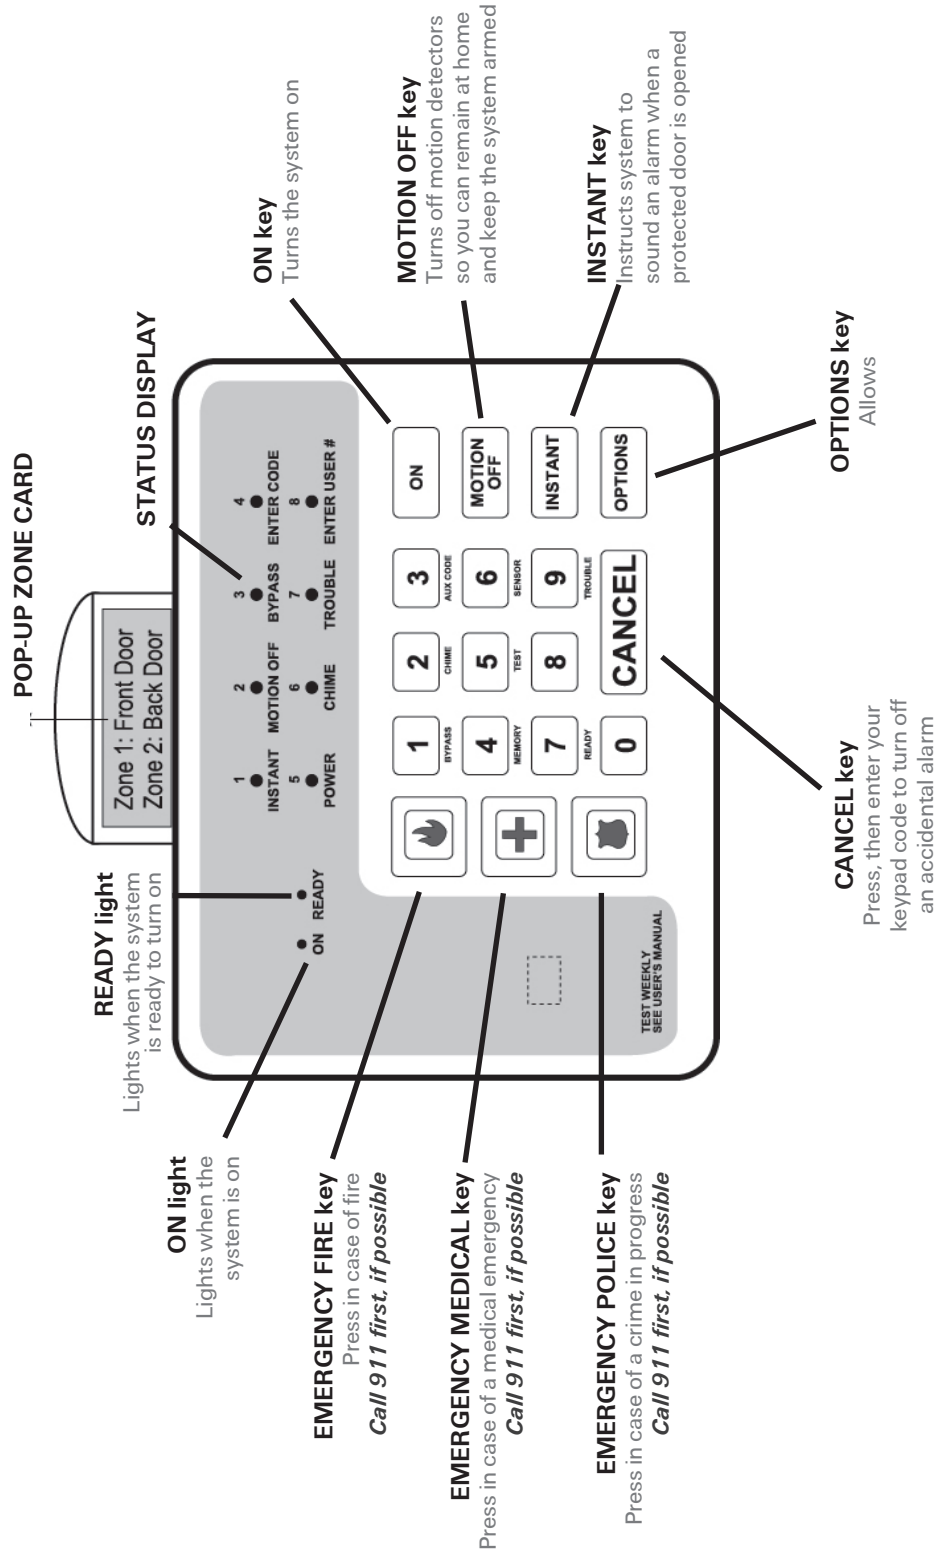 POP-UP ZONE CARD
Zone 1: Front Door
Zone 2: Back Door
STATUS DISPLAY
READY light
Lights when the system
is ready to turn on
ON light
Lights when the
system is on
EMERGENCY FIRE key
Press in case of fire
Call 911 first, if possible
EMERGENCY MEDICAL key
Press in case of a medical emergency
Call 911 first, if possible
EMERGENCY POLICE key
Press in case of a crime in progress
Call 911 first, if possible
ON
READY
1 2 3 4
INSTANT MOTION OFF BYPASS ENTER CODE
5 6 7 8
POWER CHIME TROUBLE ENTER USER #
TEST WEEKLY
SEE USER'S MANUAL
1 2 3
BYPASS CHIME AUX CODE
4 5 6
MEMORY TEST SENSOR
7 8 9
READY TROUBLE
0 CANCEL
ON
MOTION
OFF
INSTANT
OPTIONS
ON key
Turns the system on
MOTION OFF key
Turns off motion detectors
so you can remain at home
and keep the system armed
INSTANT key
Instructs system to
sound an alarm when a
protected door is opened
OPTIONS key
Allows
CANCEL key
Press, then enter your
keypad code to turn off
an accidental alarm